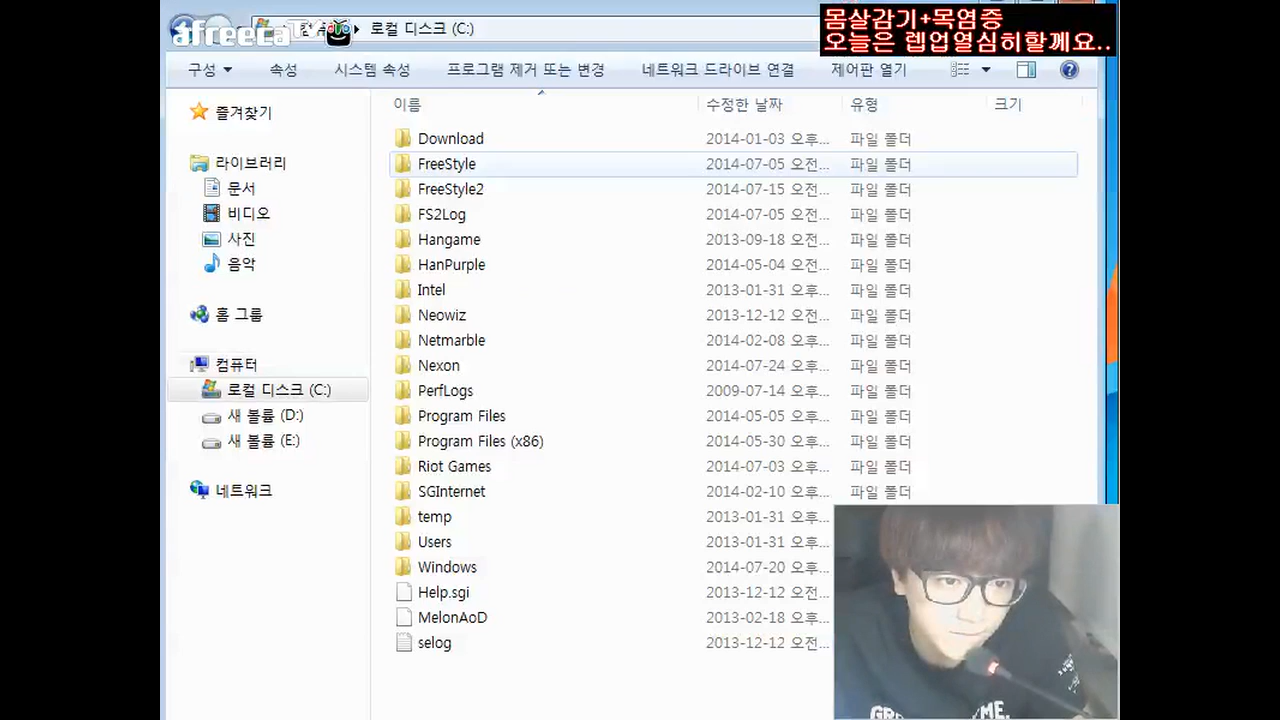 afreecaTV
로컬 디스크 (C:)
몸살감기+목염증
오늘은 렙업열심히할께요..
구성 속성 시스템 속성 프로그램 제거 또는 변경 네트워크 드라이브 연결 제어판 열기
즐겨찾기
라이브러리
문서
비디오
사진
음악
홈 그룹
컴퓨터
로컬 디스크 (C:)
새 볼륨 (D:)
새 볼륨 (E:)
네트워크
이름 수정한 날짜 유형 크기
Download 2014-01-03 오후... 파일 폴더
FreeStyle 2014-07-05 오전... 파일 폴더
FreeStyle2 2014-07-15 오후... 파일 폴더
FS2Log 2014-07-05 오전... 파일 폴더
Hangame 2013-09-18 오전... 파일 폴더
HanPurple 2014-05-04 오전... 파일 폴더
Intel 2013-01-31 오후... 파일 폴더
Neowiz 2013-12-12 오전... 파일 폴더
Netmarble 2014-02-08 오후... 파일 폴더
Nexon 2014-07-24 오후... 파일 폴더
PerfLogs 2009-07-14 오후... 파일 폴더
Program Files 2014-05-05 오후... 파일 폴더
Program Files (x86) 2014-05-30 오후... 파일 폴더
Riot Games 2014-07-03 오후... 파일 폴더
SGInternet 2014-02-10 오후... 파일 폴더
temp 2013-01-31 오후...
Users 2013-01-31 오후...
Windows 2014-07-20 오후...
Help.sgi 2013-12-12 오전...
MelonAoD 2013-02-18 오후...
selog 2013-12-12 오전...
ME.